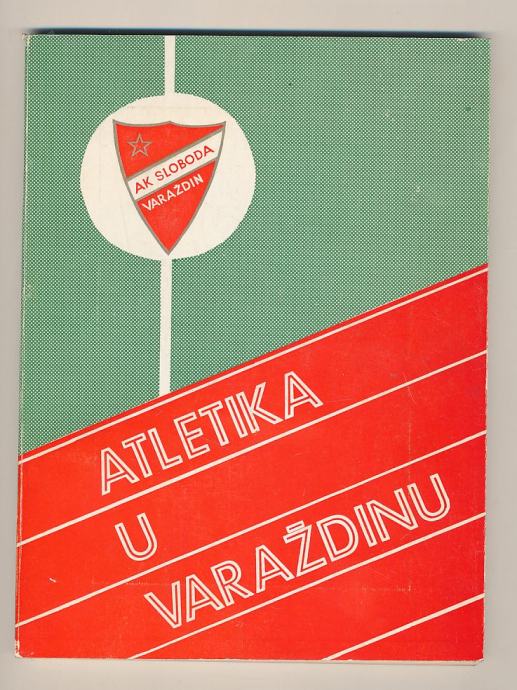 AK SLOBODA
VARAŽDIN
ATLETIKA
U
VARAŽDINU